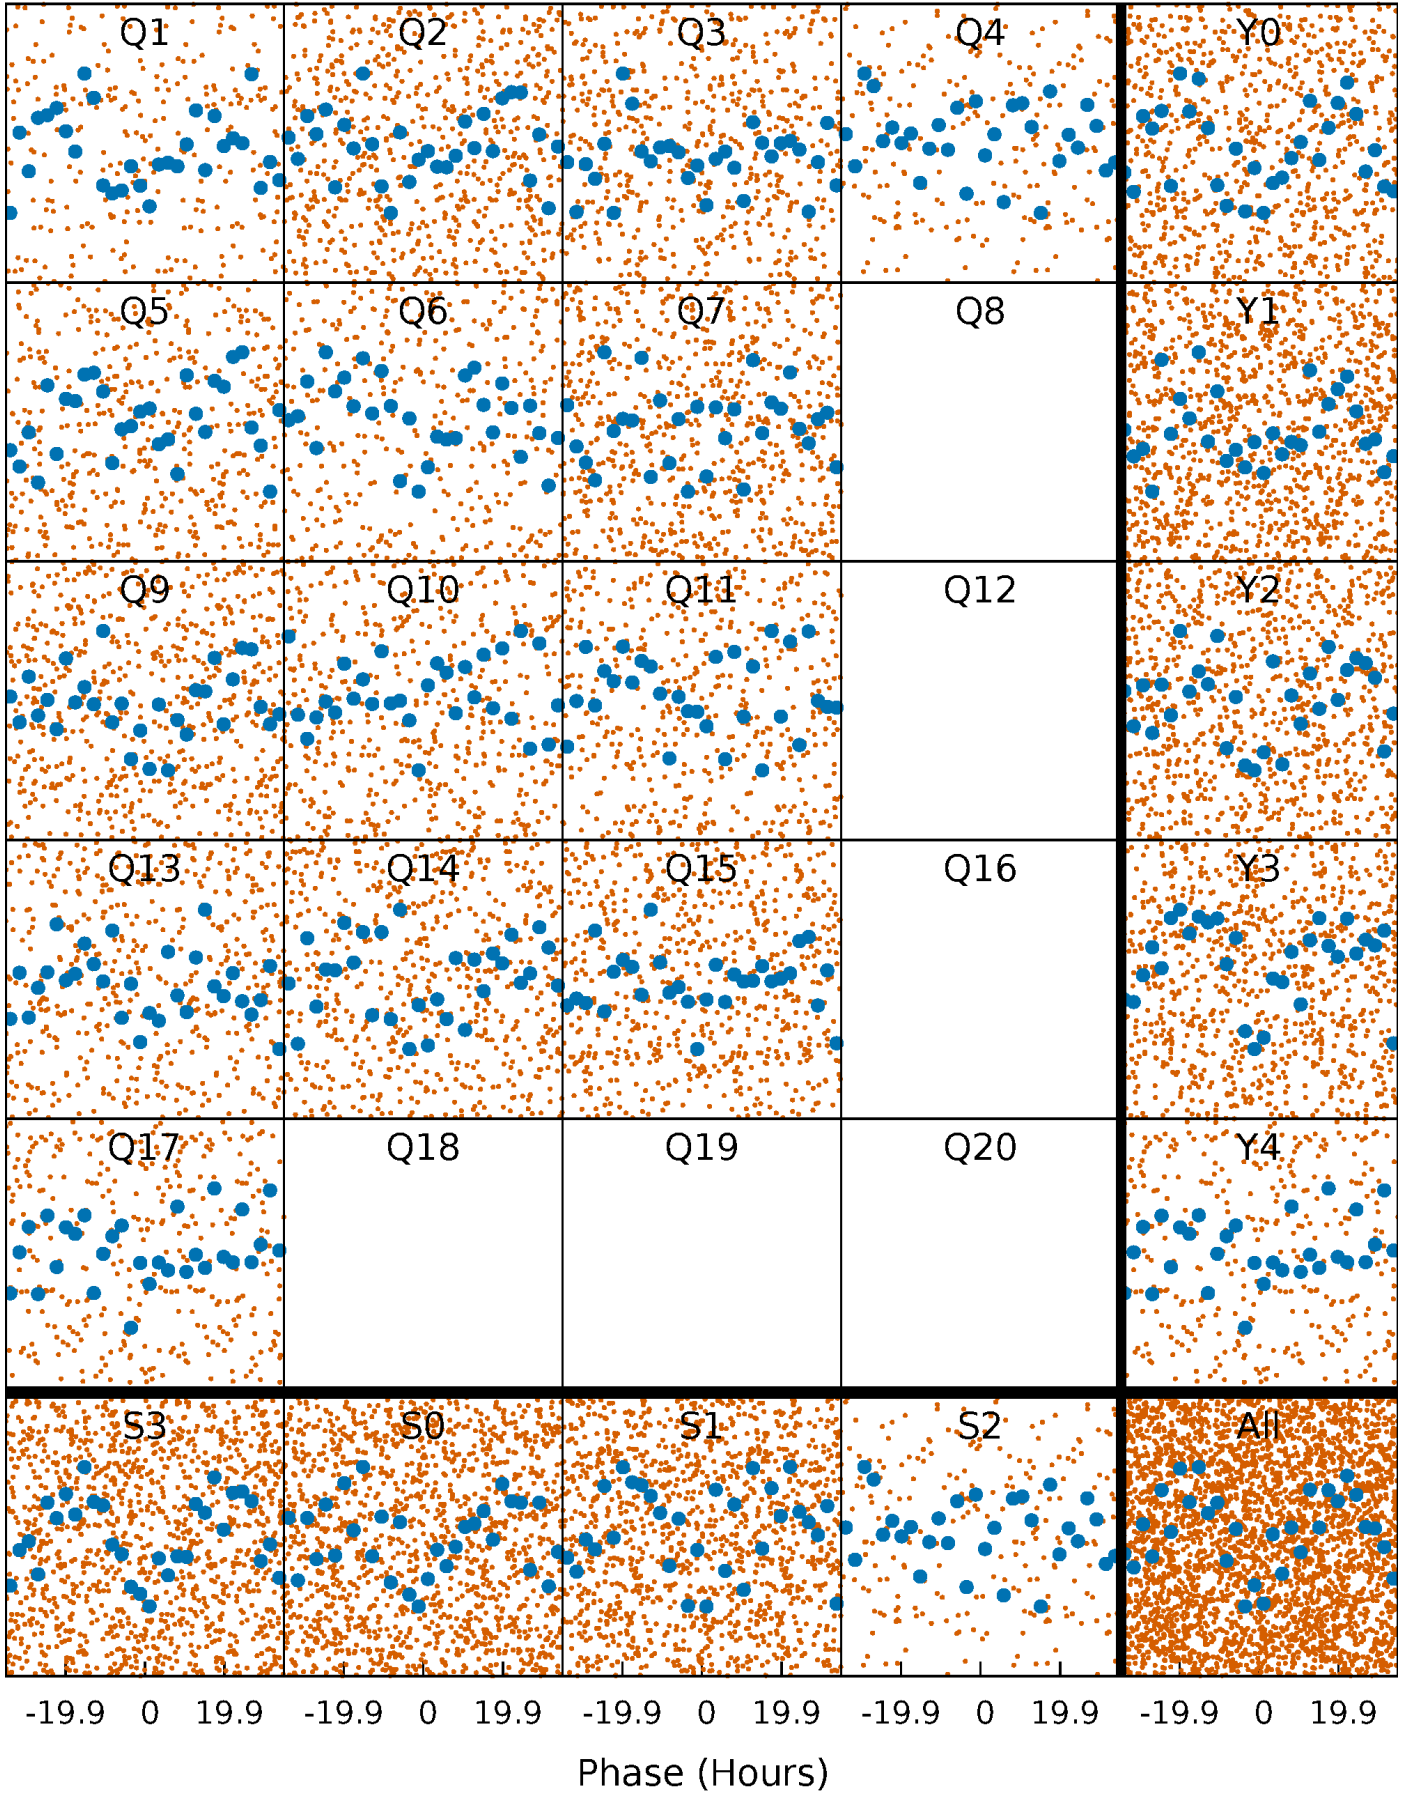 Q1 Q2 Q3 Q4 Y0
Q5 Q6 Q7 Q8 Y1
Q9 Q10 Q11 Q12 Y2
Q13 Q14 Q15 Q16 Y3
Q17 Q18 Q19 Q20 Y4
S3 S0 S1 S2 All
-19.9 0 19.9 -19.9 0 19.9 -19.9 0 19.9 -19.9 0 19.9 -19.9 0 19.9
Phase (Hours)